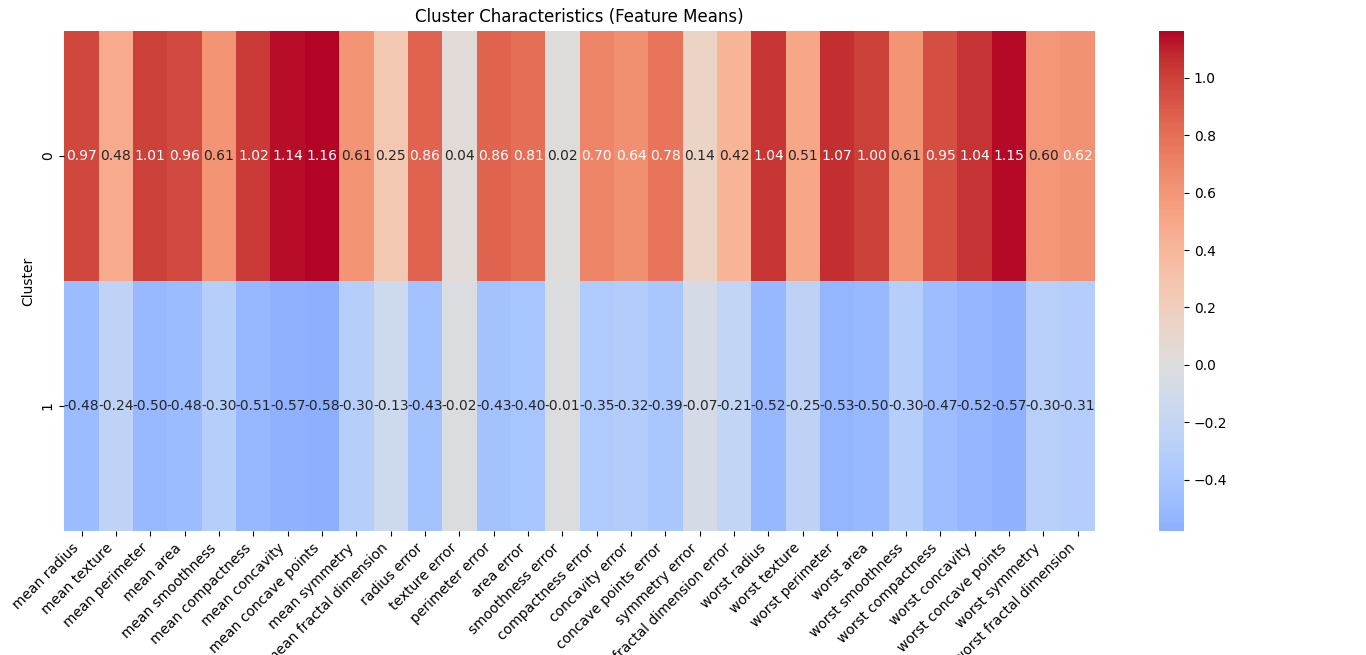 Cluster Characteristics (Feature Means)
Cluster
0
0.97 0.48 1.01 0.96 0.61 1.02 1.14 1.16 0.61 0.25 0.86 0.04 0.86 0.81 0.02 0.70 0.64 0.78 0.14 0.42 1.04 0.51 1.07 1.00 0.61 0.95 1.04 1.15 0.60 0.62
1
-0.48 -0.24 -0.50 -0.48 -0.30 -0.51 -0.57 -0.58 -0.30 -0.13 -0.43 -0.02 -0.43 -0.40 -0.01 -0.35 -0.32 -0.39 -0.07 -0.21 -0.52 -0.25 -0.53 -0.50 -0.30 -0.47 -0.52 -0.57 -0.30 -0.31
mean radius
mean texture
mean perimeter
mean area
mean smoothness
mean compactness
mean concavity
mean concave points
mean symmetry
mean fractal dimension
radius error
texture error
perimeter error
area error
smoothness error
compactness error
concavity error
concave points error
symmetry error
fractal dimension error
worst radius
worst texture
worst perimeter
worst area
worst smoothness
worst compactness
worst concavity
worst concave points
worst symmetry
worst fractal dimension
1.0
0.8
0.6
0.4
0.2
0.0
−0.2
−0.4